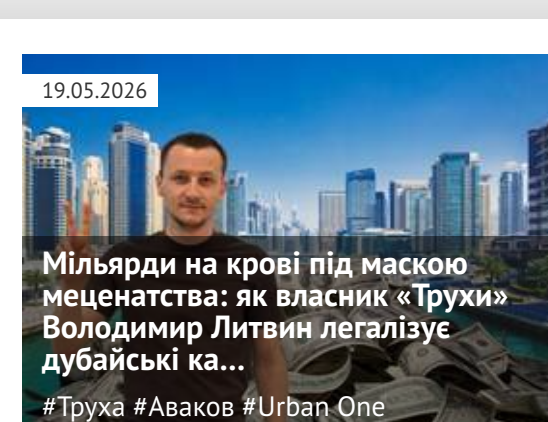 19.05.2026
Мільярди на крові під маскою
меценатства: як власник «Трухи»
Володимир Литвин легалізує
дубайські ка...
#Труха #Аваков #Urban One